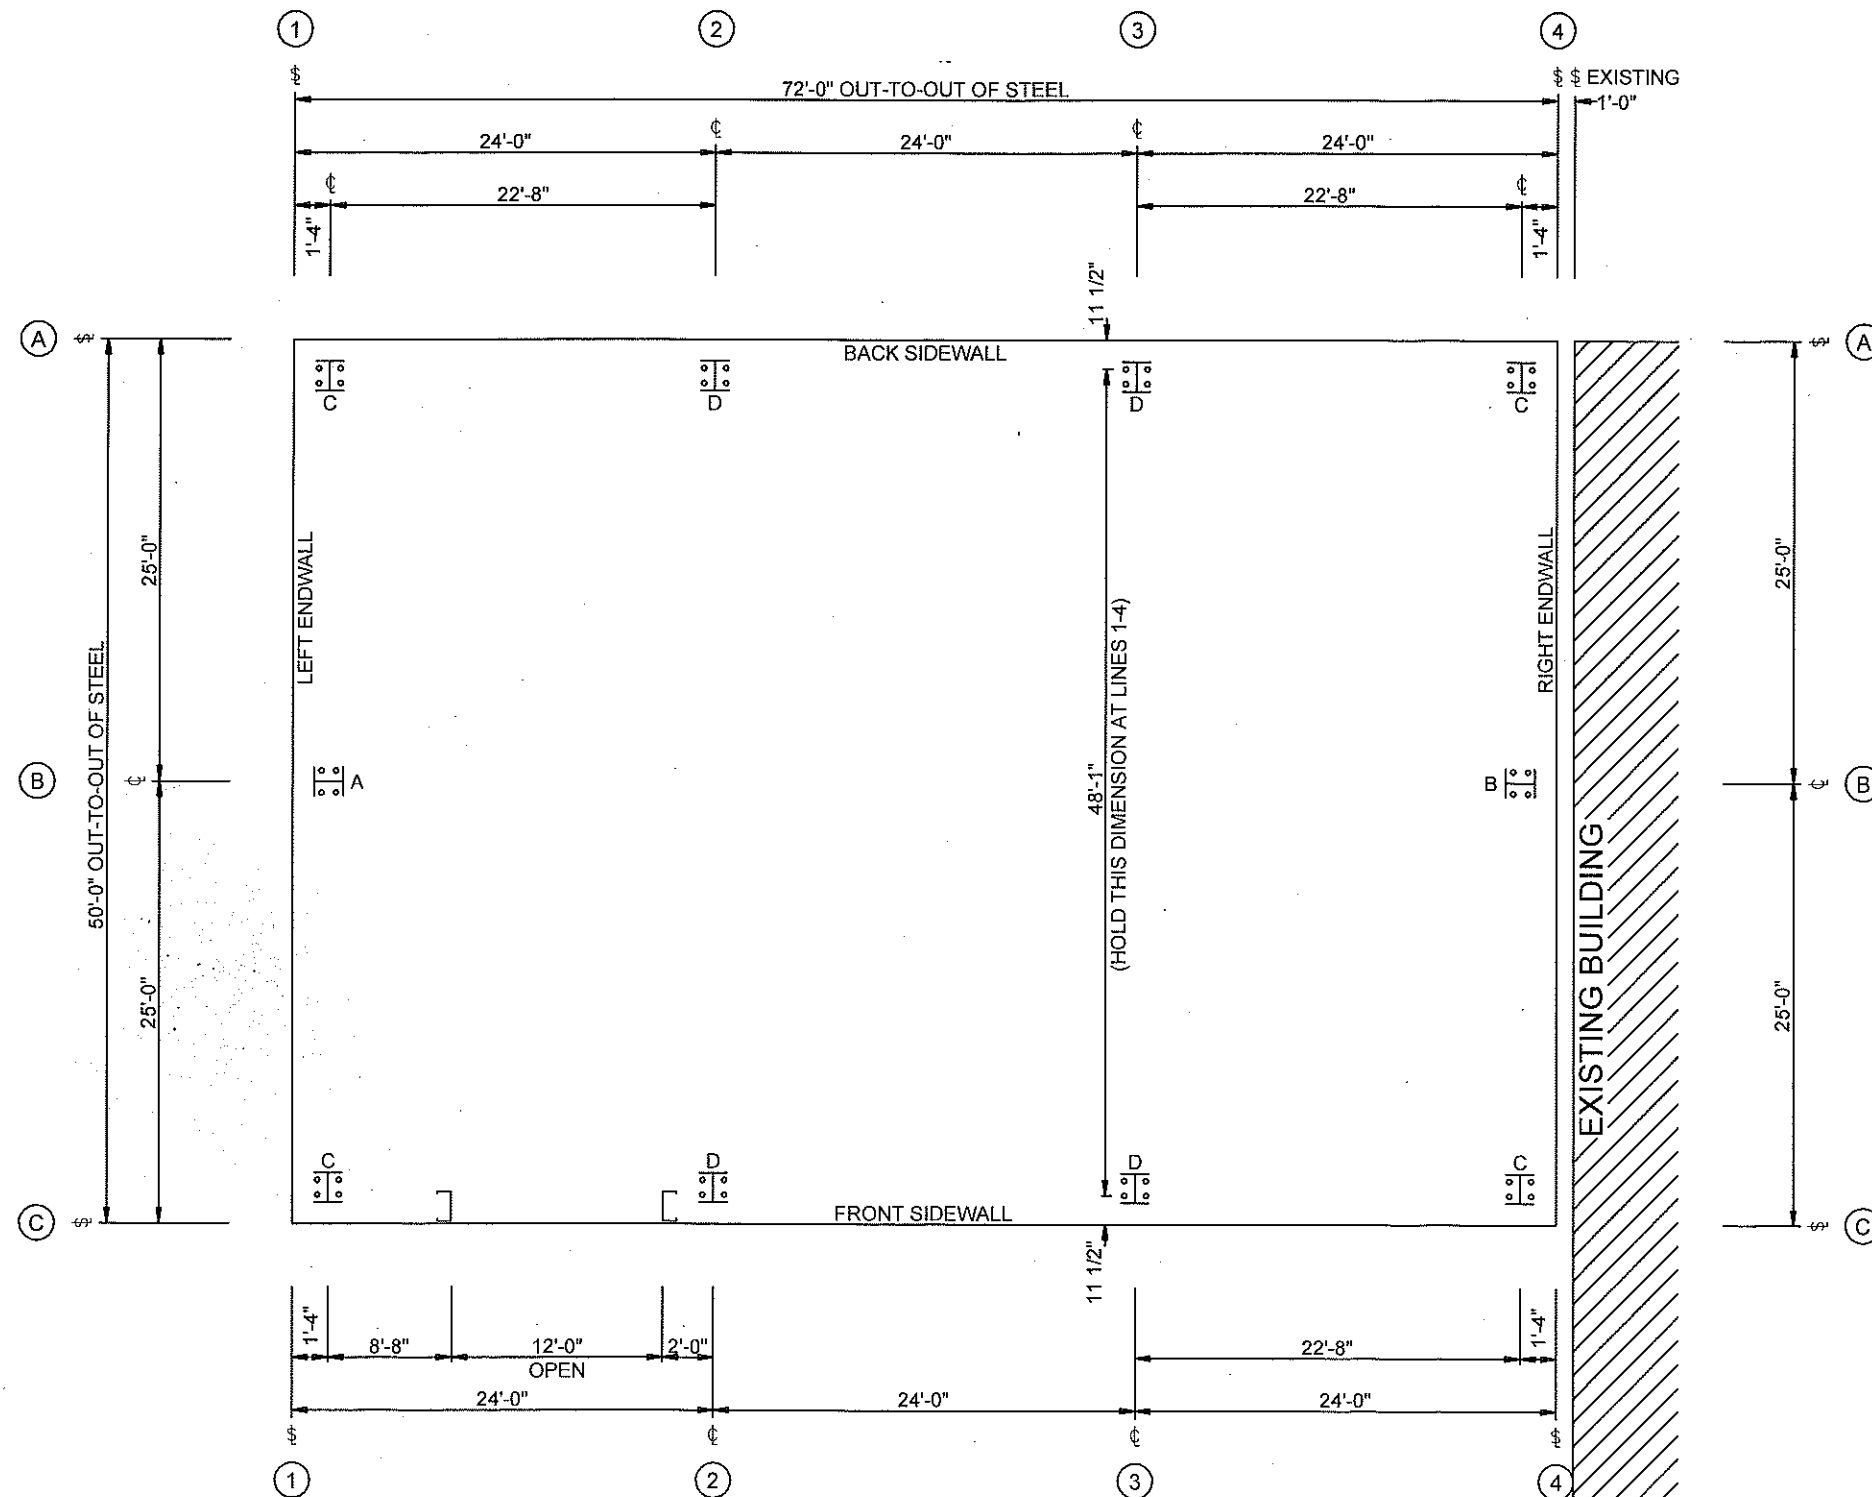 1 2 3 4
72'-0" OUT-TO-OUT OF STEEL
EXISTING
1'-0"
24'-0" 24'-0" 24'-0"
22'-8" 22'-8"
1'-4" 1'-4"
11 1/2"
A A
BACK SIDEWALL
C D D C
25'-0" 25'-0"
LEFT ENDWALL
RIGHT ENDWALL
50'-0" OUT-TO-OUT OF STEEL
48'-1"
(HOLD THIS DIMENSION AT LINES 1-4)
B A B B
EXISTING BUILDING
25'-0" 25'-0"
C D D C
FRONT SIDEWALL
C C
11 1/2"
1'-4" 8'-8" 12'-0" 2'-0" 22'-8" 1'-4"
OPEN
24'-0" 24'-0" 24'-0"
1 2 3 4